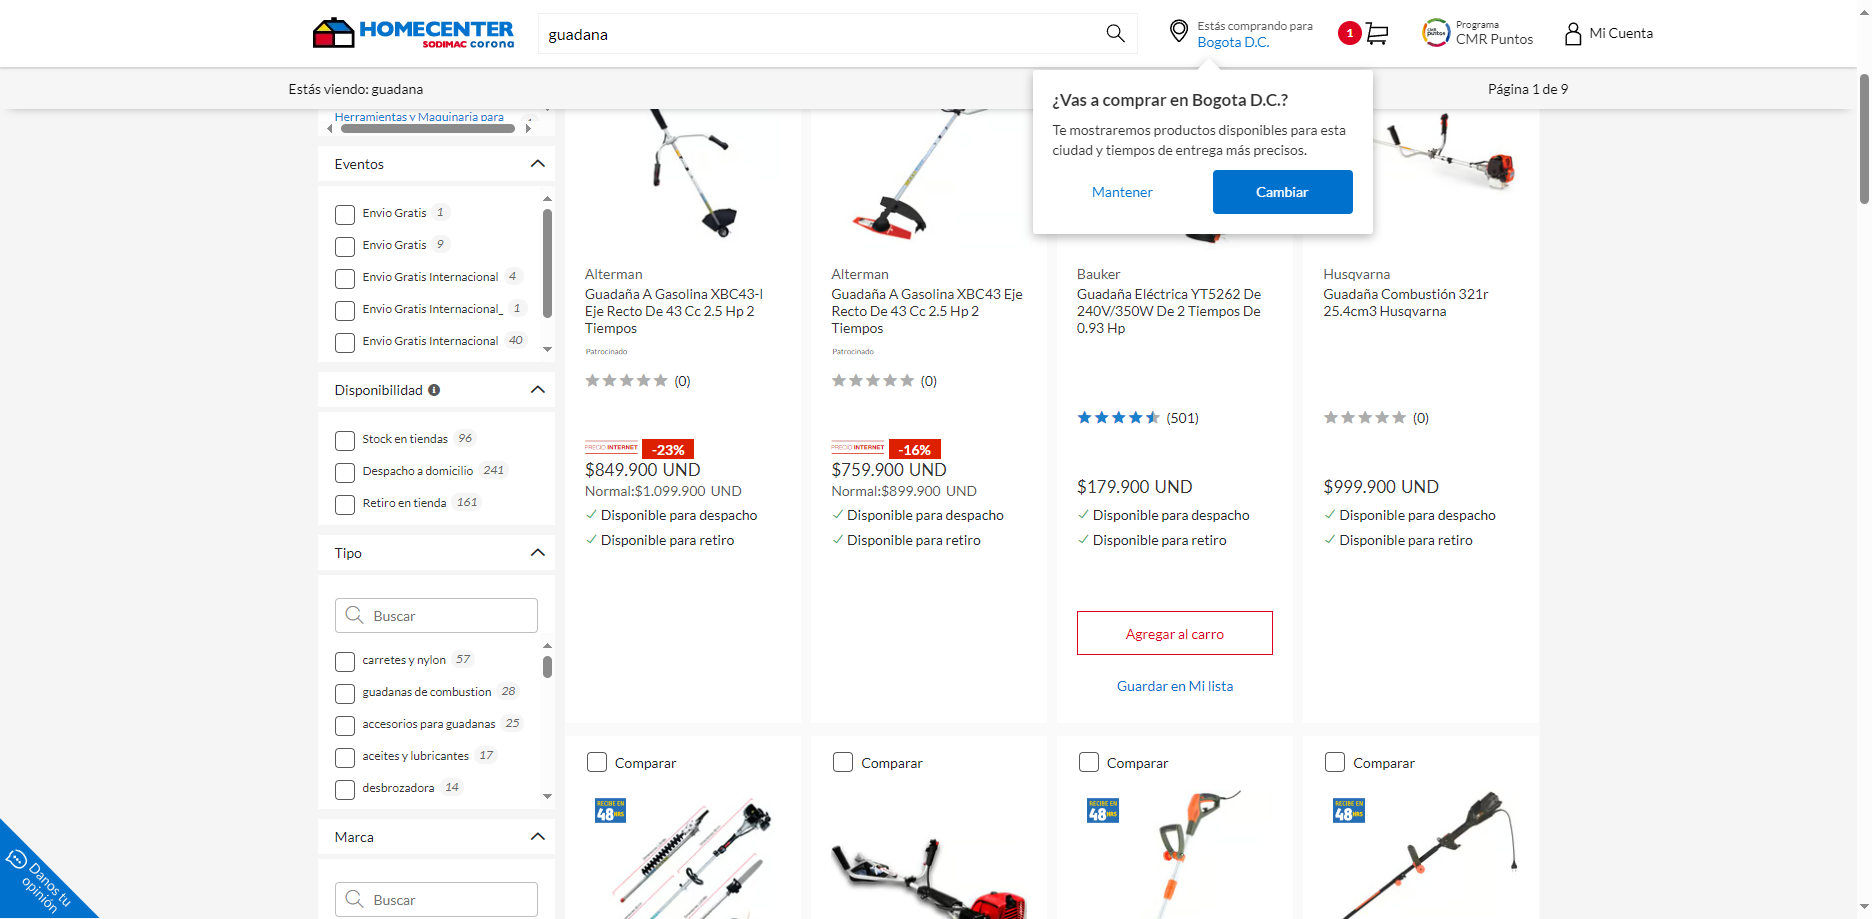 HOMECENTER
SODIMAC corona
guadana
Estás comprando para
Bogota D.C.
1
Programa
CMR Puntos
Mi Cuenta
Estás viendo: guadana
Página 1 de 9
¿Vas a comprar en Bogota D.C.?
Te mostraremos productos disponibles para esta
ciudad y tiempos de entrega más precisos.
Mantener
Cambiar
Herramientas y Maquinaria para
Eventos
Envio Gratis 1
Envio Gratis 9
Envio Gratis Internacional 4
Envio Gratis Internacional_ 1
Envio Gratis Internacional 40
Disponibilidad
Stock en tiendas 96
Despacho a domicilio 241
Retiro en tienda 161
Tipo
Buscar
carretes y nylon 57
guadanas de combustion 28
accesorios para guadanas 25
aceites y lubricantes 17
desbrozadora 14
Marca
Buscar
Danos tu
opinión
Alterman
Guadaña A Gasolina XBC43-I
Eje Recto De 43 Cc 2.5 Hp 2
Tiempos
Patrocinado
(0)
PRECIO INTERNET -23%
$849.900 UND
Normal:$1.099.900 UND
Disponible para despacho
Disponible para retiro
Alterman
Guadaña A Gasolina XBC43 Eje
Recto De 43 Cc 2.5 Hp 2
Tiempos
Patrocinado
(0)
PRECIO INTERNET -16%
$759.900 UND
Normal:$899.900 UND
Disponible para despacho
Disponible para retiro
Bauker
Guadaña Eléctrica YT5262 De
240V/350W De 2 Tiempos De
0.93 Hp
(501)
$179.900 UND
Disponible para despacho
Disponible para retiro
Agregar al carro
Guardar en Mi lista
Husqvarna
Guadaña Combustión 321r
25.4cm3 Husqvarna
(0)
$999.900 UND
Disponible para despacho
Disponible para retiro
Comparar
RECIBE EN
48HRS
Comparar
Comparar
RECIBE EN
48HRS
Comparar
RECIBE EN
48HRS